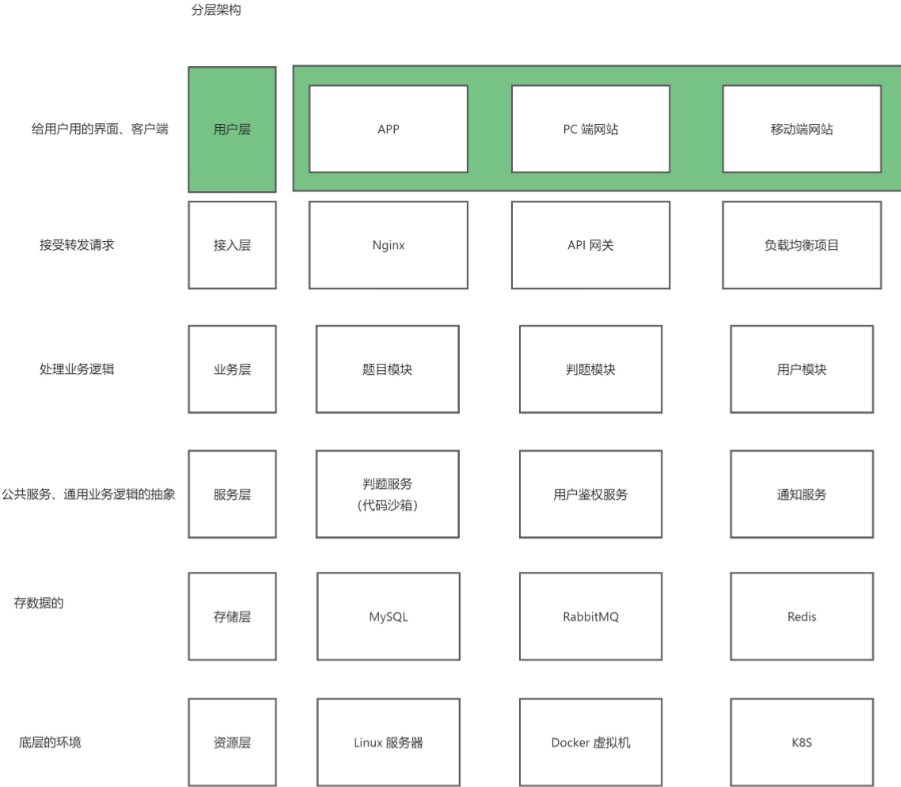 分层架构
给用户用的界面、客户端
用户层
APP
PC 端网站
移动端网站
接受转发请求
接入层
Nginx
API 网关
负载均衡项目
处理业务逻辑
业务层
题目模块
判题模块
用户模块
公共服务、通用业务逻辑的抽象
服务层
判题服务
（代码沙箱）
用户鉴权服务
通知服务
存数据的
存储层
MySQL
RabbitMQ
Redis
底层的环境
资源层
Linux 服务器
Docker 虚拟机
K8S